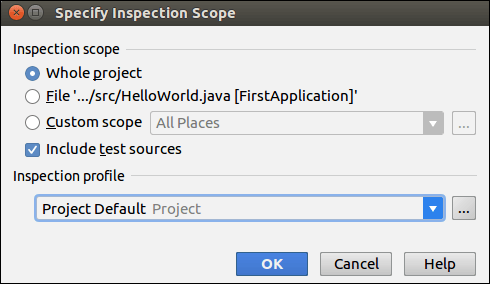 Specify Inspection Scope
Inspection scope
Whole project
File '.../src/HelloWorld.java [FirstApplication]'
Custom scope All Places ...
Include test sources
Inspection profile
Project Default Project ...
OK Cancel Help